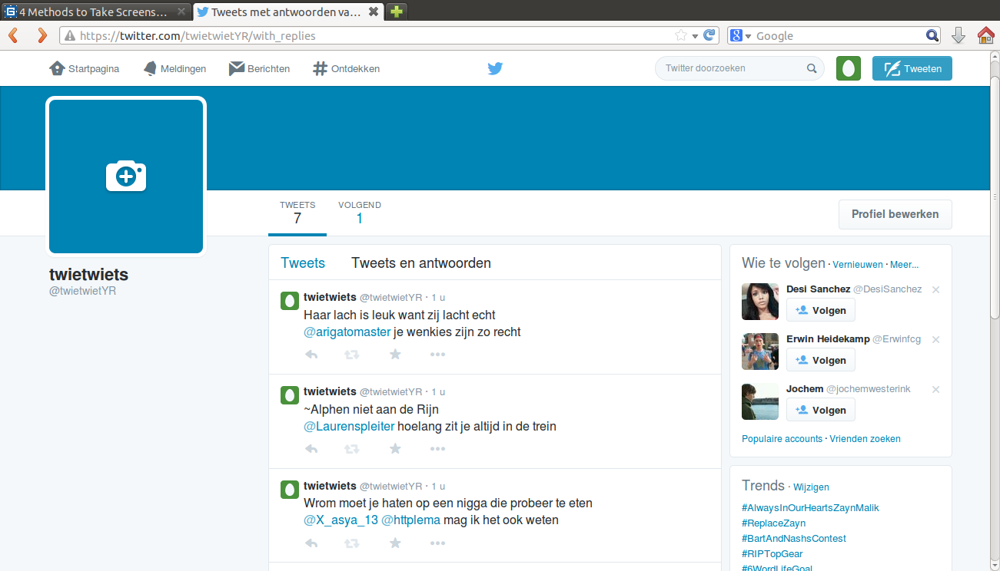 4 Methods to Take Screens...
Tweets met antwoorden va...
https://twitter.com/twietwietYR/with_replies
8 Google
Startpagina Meldingen Berichten Ontdekken
Twitter doorzoeken
Tweeten
TWEETS
7
VOLGEND
1
Profiel bewerken
twietwiets
@twietwietYR
Tweets Tweets en antwoorden
twietwiets @twietwietYR · 1 u
Haar lach is leuk want zij lacht echt
@arigatomaster je wenkies zijn zo recht
twietwiets @twietwietYR · 1 u
~Alphen niet aan de Rijn
@Laurenspleiter hoelang zit je altijd in de trein
twietwiets @twietwietYR · 1 u
Wrom moet je haten op een nigga die probeer te eten
@X_asya_13 @httplema mag ik het ook weten
Wie te volgen · Vernieuwen · Meer...
Desi Sanchez @DesiSanchez
Volgen
Erwin Heidekamp @Erwinfcg
Volgen
Jochem @jochemwesterink
Volgen
Populaire accounts · Vrienden zoeken
Trends · Wijzigen
#AlwaysInOurHeartsZaynMalik
#ReplaceZayn
#BartAndNashsContest
#RIPTopGear
#6WordLifeGoal